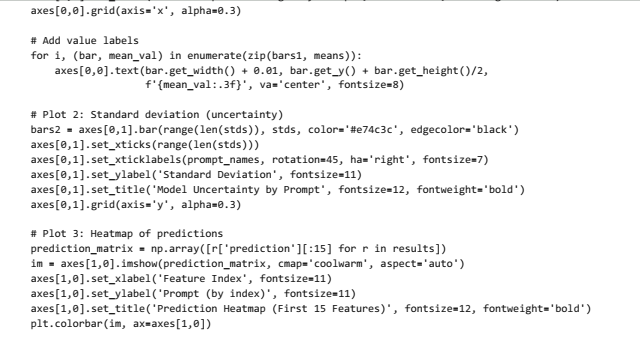 axes[0,0].grid(axis='x', alpha=0.3)
# Add value labels
for i, (bar, mean_val) in enumerate(zip(bars1, means)):
    axes[0,0].text(bar.get_width() + 0.01, bar.get_y() + bar.get_height()/2,
                f'{mean_val:.3f}', va='center', fontsize=8)
# Plot 2: Standard deviation (uncertainty)
bars2 = axes[0,1].bar(range(len(stds)), stds, color='#e74c3c', edgecolor='black')
axes[0,1].set_xticks(range(len(stds)))
axes[0,1].set_xticklabels(prompt_names, rotation=45, ha='right', fontsize=7)
axes[0,1].set_ylabel('Standard Deviation', fontsize=11)
axes[0,1].set_title('Model Uncertainty by Prompt', fontsize=12, fontweight='bold')
axes[0,1].grid(axis='y', alpha=0.3)
# Plot 3: Heatmap of predictions
prediction_matrix = np.array([r['prediction'][:15] for r in results])
im = axes[1,0].imshow(prediction_matrix, cmap='coolwarm', aspect='auto')
axes[1,0].set_xlabel('Feature Index', fontsize=11)
axes[1,0].set_ylabel('Prompt (by index)', fontsize=11)
axes[1,0].set_title('Prediction Heatmap (First 15 Features)', fontsize=12, fontweight='bold')
plt.colorbar(im, ax=axes[1,0])